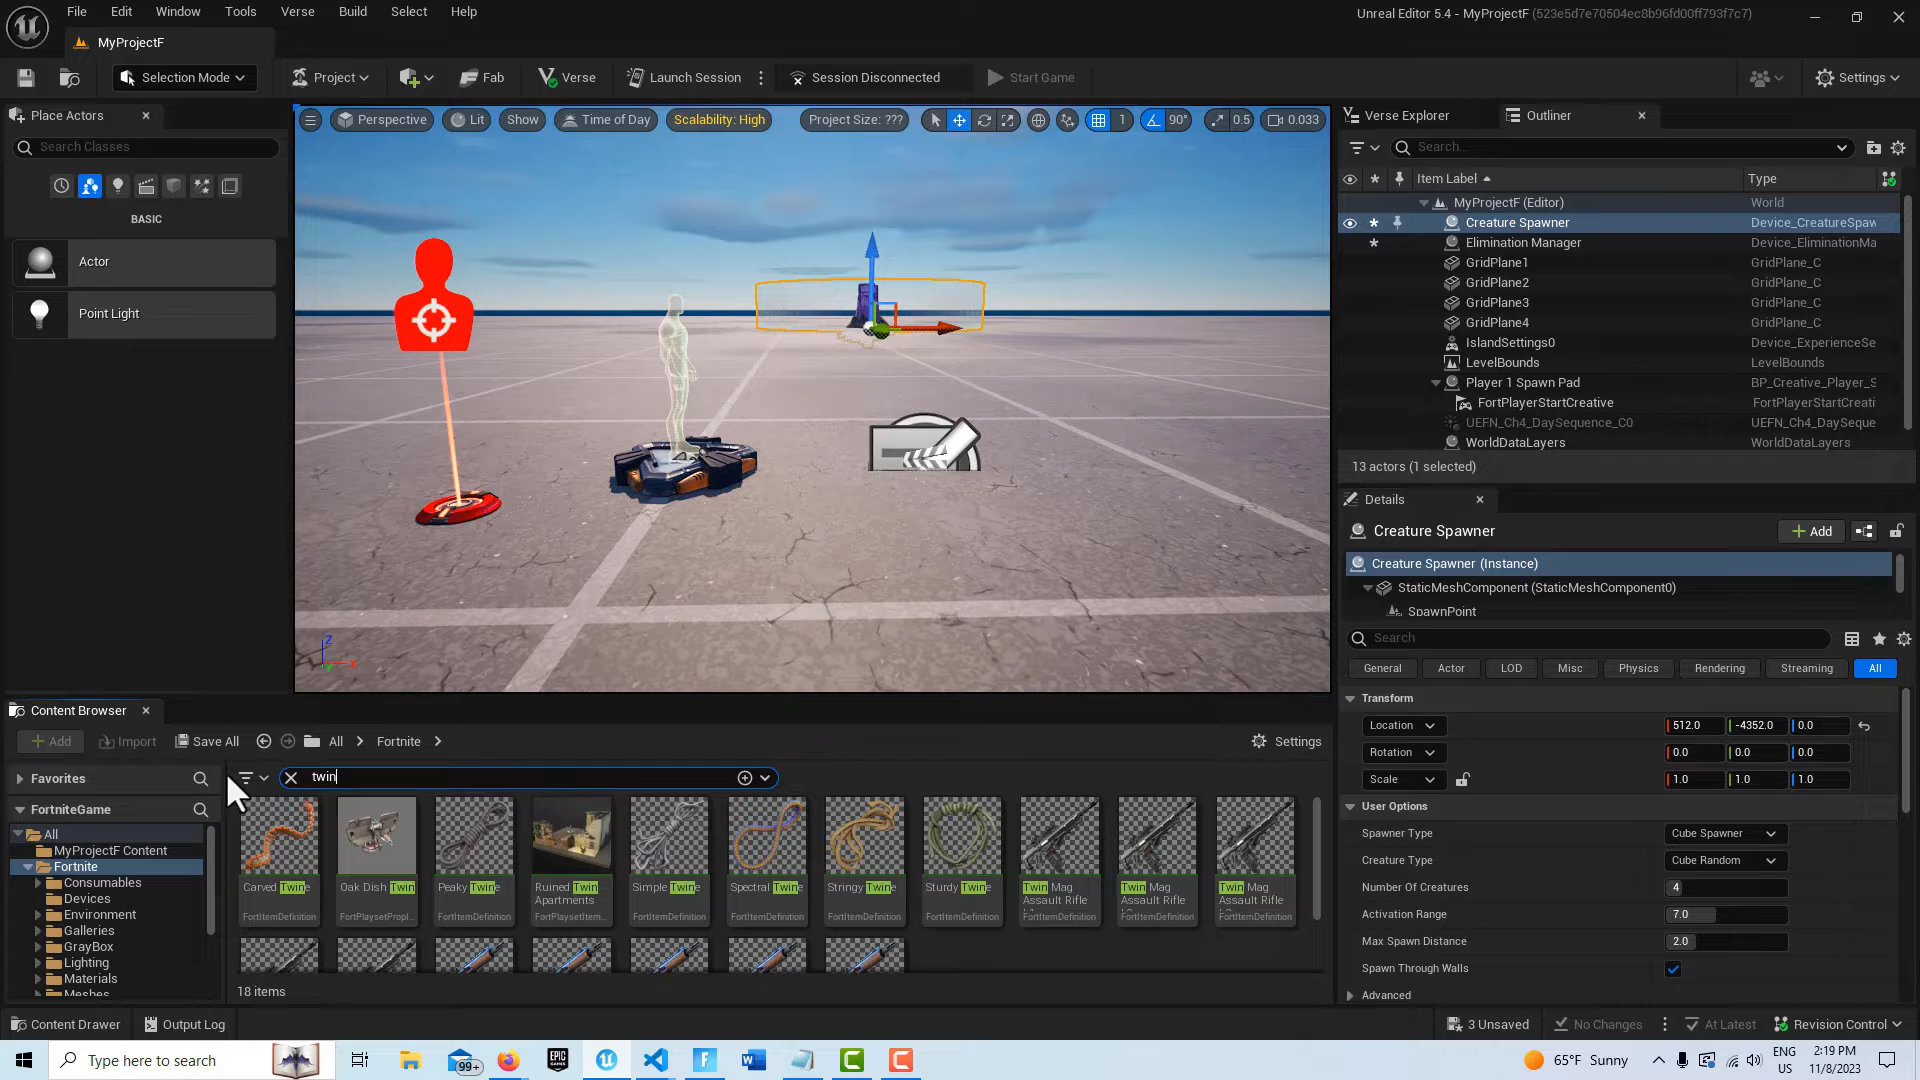 File Edit Window Tools Verse Build Select Help
Unreal Editor 5.4 - MyProjectF (523e5d7e70504ec8b96fd00ff793f7c7)
MyProjectF
Selection Mode Project Fab Verse Launch Session Session Disconnected Start Game Settings
Place Actors
Search Classes
BASIC
Actor
Point Light
Perspective Lit Show Time of Day Scalability: High Project Size: ??? 1 90° 0.5 0.033
Verse Explorer Outliner
Search...
Item Label Type
MyProjectF (Editor) World
Creature Spawner Device_CreatureSpaw
Elimination Manager Device_EliminationMa
GridPlane1 GridPlane_C
GridPlane2 GridPlane_C
GridPlane3 GridPlane_C
GridPlane4 GridPlane_C
IslandSettings0 Device_ExperienceSe
LevelBounds LevelBounds
Player 1 Spawn Pad BP_Creative_Player_S
FortPlayerStartCreative FortPlayerStartCreati
UEFN_Ch4_DaySequence_C0 UEFN_Ch4_DaySeque
WorldDataLayers WorldDataLayers
13 actors (1 selected)
Details
Creature Spawner Add
Creature Spawner (Instance)
StaticMeshComponent (StaticMeshComponent0)
SpawnPoint
Search
General Actor LOD Misc Physics Rendering Streaming All
Transform
Location 512.0 -4352.0 0.0
Rotation 0.0 0.0 0.0
Scale 1.0 1.0 1.0
User Options
Spawner Type Cube Spawner
Creature Type Cube Random
Number Of Creatures 4
Activation Range 7.0
Max Spawn Distance 2.0
Spawn Through Walls
Advanced
Z
X
Content Browser
Add Import Save All All Fortnite Settings
Favorites
twin
FortniteGame
All
MyProjectF Content
Fortnite
Consumables
Devices
Environment
Galleries
GrayBox
Lighting
Materials
Meshes
Carved Twine
FortItemDefinition
Oak Dish Twin
FortPlaysetPropI..
Peaky Twine
FortItemDefinition
Ruined Twin Apartments
FortPlaysetItem..
Simple Twine
FortItemDefinition
Spectral Twine
FortItemDefinition
Stringy Twine
FortItemDefinition
Sturdy Twine
FortItemDefinition
Twin Mag Assault Rifle
FortItemDefinition
Twin Mag Assault Rifle
FortItemDefinition
Twin Mag Assault Rifle
FortItemDefinition
18 items
Content Drawer Output Log 3 Unsaved No Changes At Latest Revision Control
Type here to search
99+
65°F Sunny
ENG
US
2:19 PM
11/8/2023